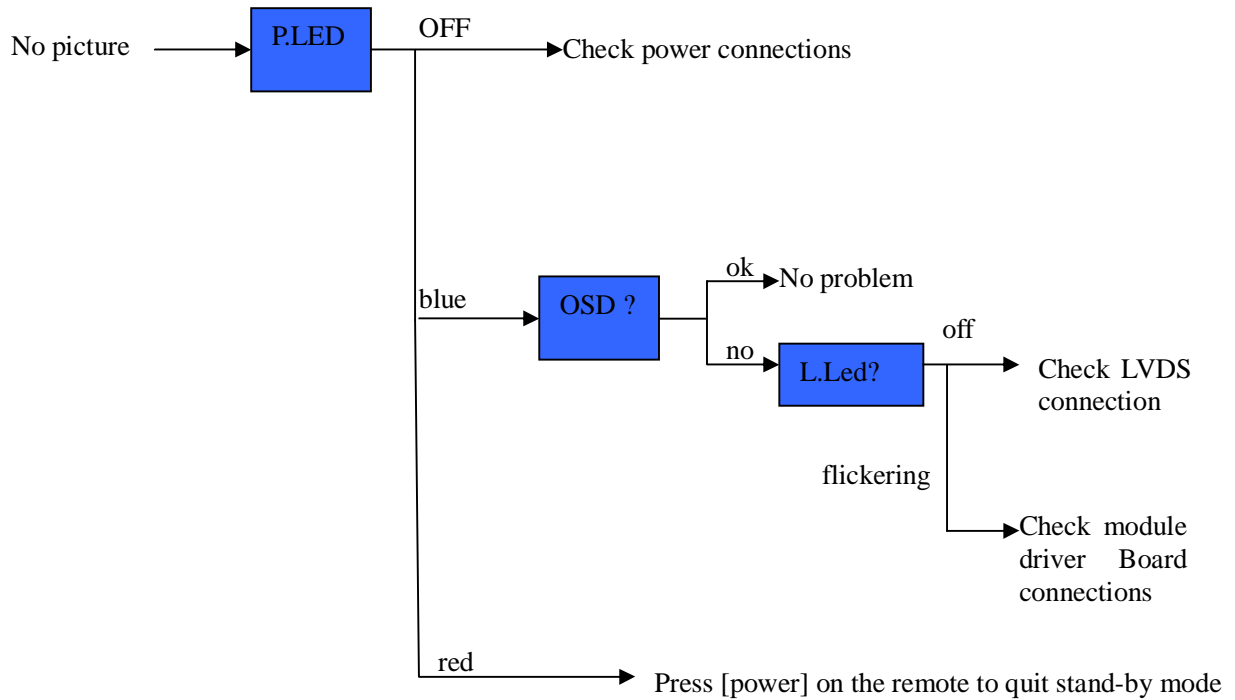 No picture
P.LED
OFF
Check power connections
blue
OSD ?
ok
No problem
no
L.Led?
off
Check LVDS
connection
flickering
Check module
driver Board
connections
red
Press [power] on the remote to quit stand-by mode